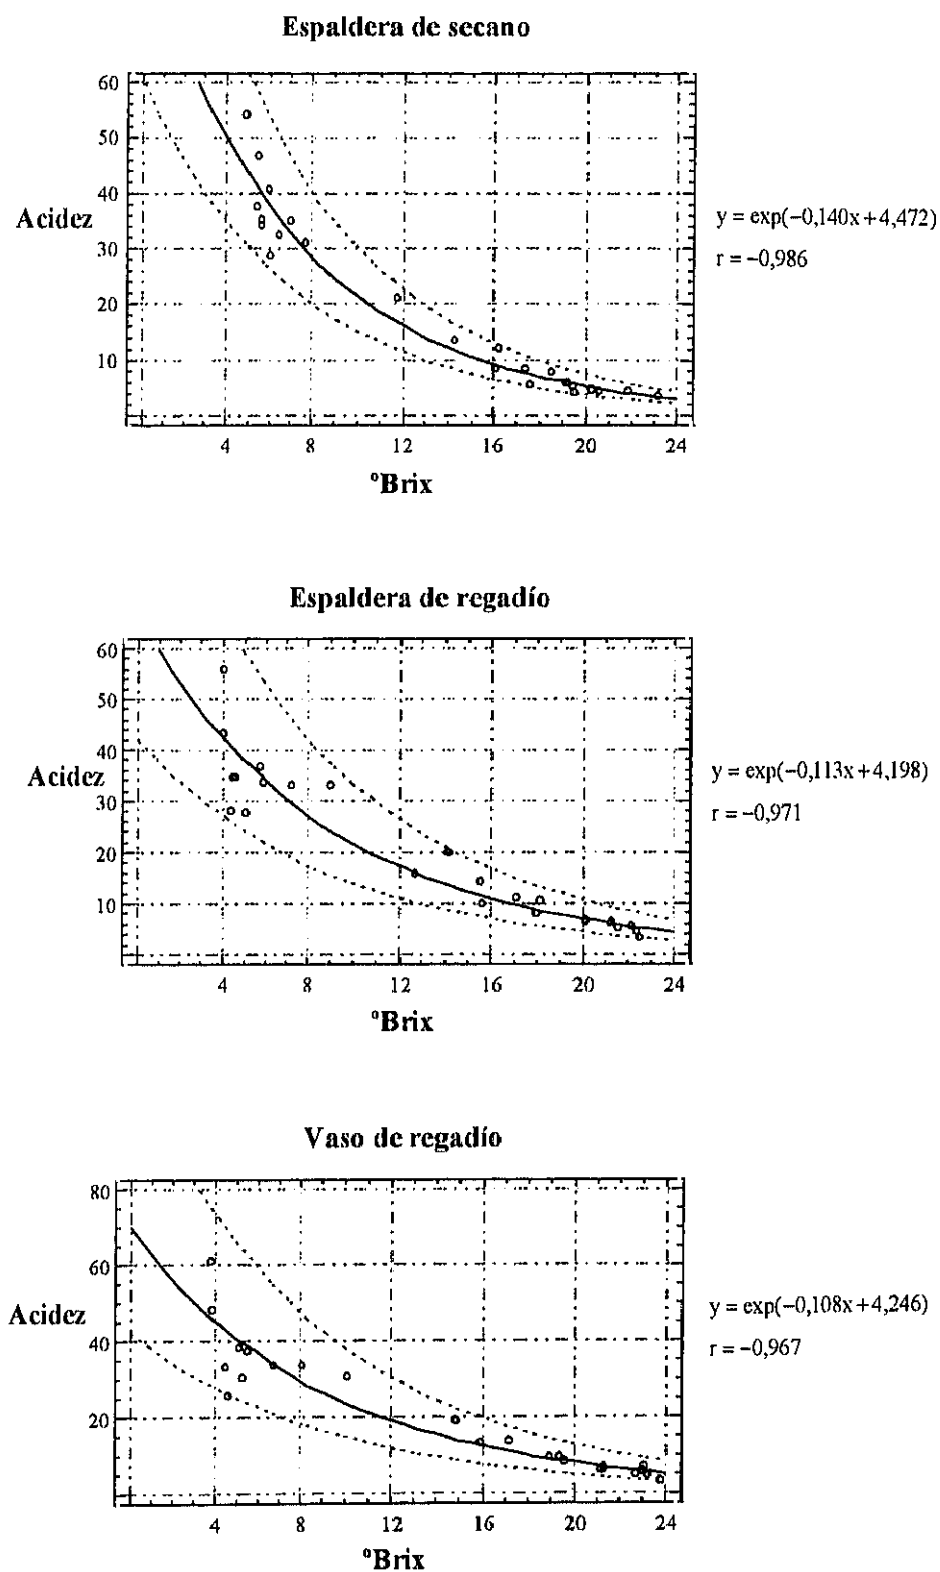 Espaldera de secano
60
50
40
Acidez
30
20
10
y = exp(−0,140x+4,472)
r = −0,986
4 8 12 16 20 24
°Brix
Espaldera de regadío
60
50
40
Acidez
30
20
10
y = exp(−0,113x+4,198)
r = −0,971
4 8 12 16 20 24
°Brix
Vaso de regadío
80
60
Acidez
40
20
y = exp(−0,108x+4,246)
r = −0,967
4 8 12 16 20 24
°Brix